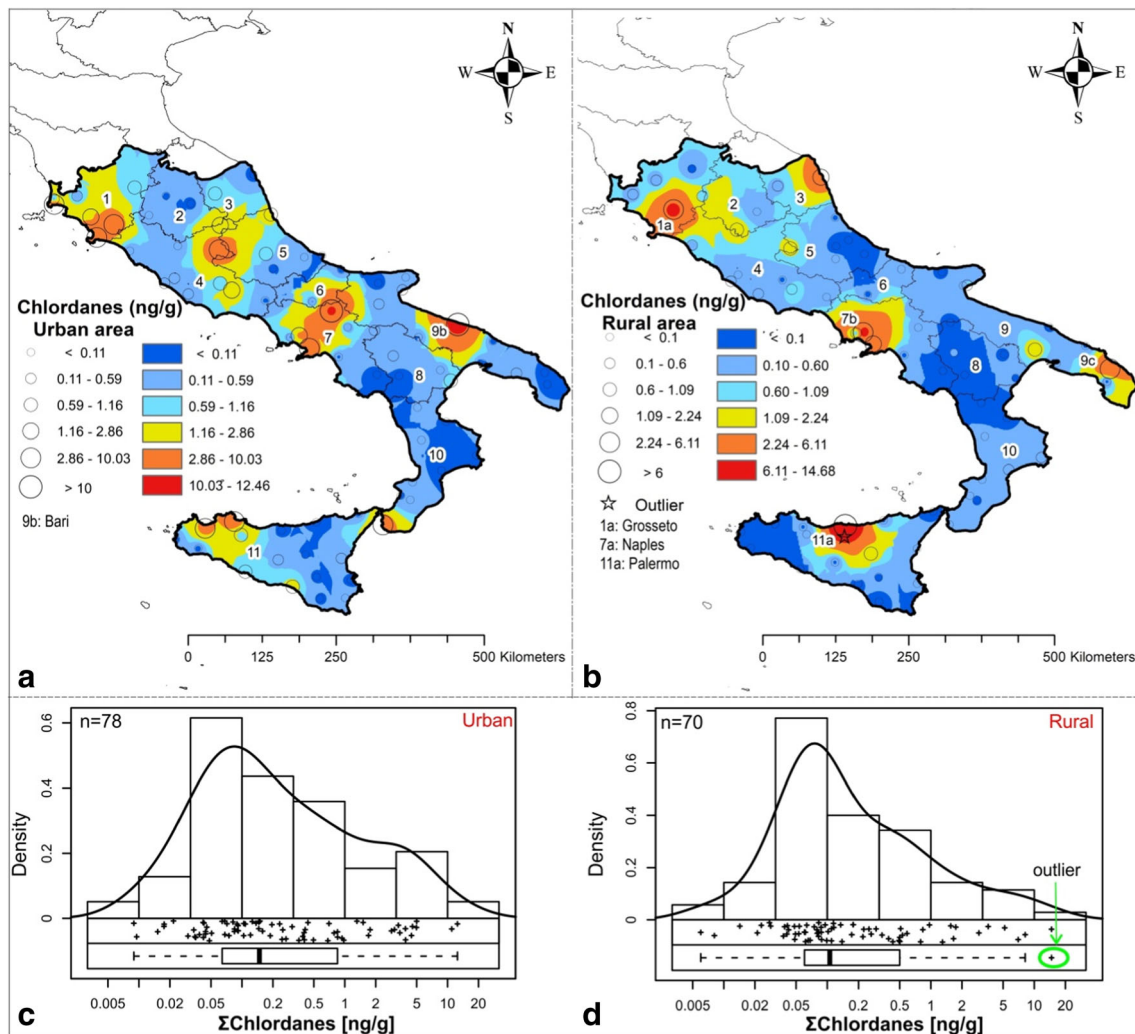 N
W E
S
1
2
3
4
5
6
7
8
9b
10
11
Chlordanes (ng/g)
Urban area
< 0.11 < 0.11
0.11 - 0.59 0.11 - 0.59
0.59 - 1.16 0.59 - 1.16
1.16 - 2.86 1.16 - 2.86
2.86 - 10.03 2.86 - 10.03
> 10 10.03 - 12.46
9b: Bari
0 125 250 500 Kilometers
a
N
W E
S
1a
2
3
4
5
6
7b
8
9
9c
10
11a
Chlordanes (ng/g)
Rural area
< 0.1 < 0.1
0.1 - 0.6 0.10 - 0.60
0.6 - 1.09 0.60 - 1.09
1.09 - 2.24 1.09 - 2.24
2.24 - 6.11 2.24 - 6.11
> 6 6.11 - 14.68
Outlier
1a: Grosseto
7a: Naples
11a: Palermo
0 125 250 500 Kilometers
b
n=78 Urban
Density
0 0.2 0.4 0.6
0.005 0.02 0.05 0.2 0.5 1 2 5 10 20
ΣChlordanes [ng/g]
c
n=70 Rural
Density
0 0.2 0.4 0.6 0.8
outlier
0.005 0.02 0.05 0.2 0.5 1 2 5 10 20
ΣChlordanes [ng/g]
d